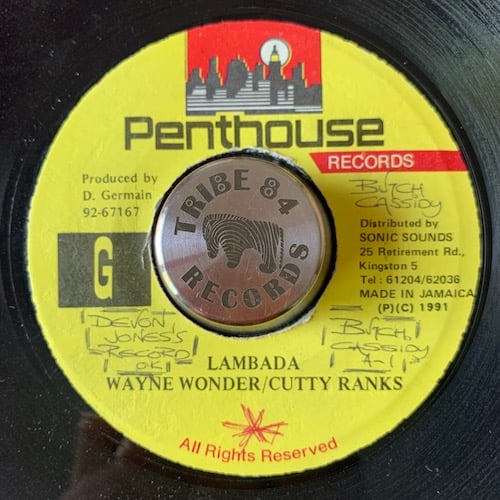 Penthouse
RECORDS
Produced by
D. Germain
92-67167
BUTCH
CASSIDY
Distributed by
SONIC SOUNDS
25 Retirement Rd.,
Kingston 5
Tel : 61204/62036
MADE IN JAMAICA
(P)(C) 1991
TRIBE 84
RECORDS
G
DEVON
JONES'S
RECORD
OK
BUTCH
CASSIDY
A-1
LAMBADA
WAYNE WONDER/CUTTY RANKS
All Rights Reserved